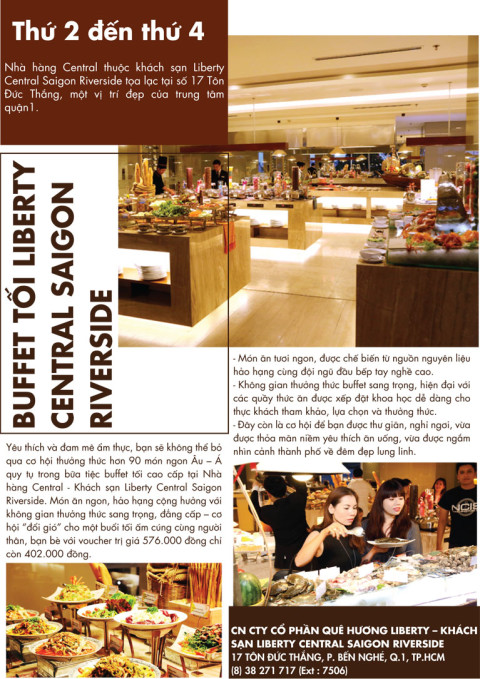 Thứ 2 đến thứ 4
Nhà hàng Central thuộc khách sạn Liberty
Central Saigon Riverside tọa lạc tại số 17 Tôn
Đức Thắng, một vị trí đẹp của trung tâm
quận1.
BUFFET TỐI LIBERTY
CENTRAL SAIGON
RIVERSIDE
- Món ăn tươi ngon, được chế biến từ nguồn nguyên liệu
hảo hạng cùng đội ngũ đầu bếp tay nghề cao.
- Không gian thưởng thức buffet sang trọng, hiện đại với
các quầy thức ăn được xếp đặt khoa học dễ dàng cho
thực khách tham khảo, lựa chọn và thưởng thức.
- Đây còn là cơ hội để bạn được thư giãn, nghỉ ngơi, vừa
được thỏa mãn niềm yêu thích ăn uống, vừa được ngắm
nhìn cảnh thành phố về đêm đẹp lung linh.
Yêu thích và đam mê ẩm thực, bạn sẽ không thể bỏ
qua cơ hội thưởng thức hơn 90 món ngon Âu – Á
quy tụ trong bữa tiệc buffet tối cao cấp tại Nhà
hàng Central - Khách sạn Liberty Central Saigon
Riverside. Món ăn ngon, hảo hạng cộng hưởng với
không gian thưởng thức sang trọng, đẳng cấp – cơ
hội “đổi gió” cho một buổi tối ấm cúng cùng người
thân, bạn bè với voucher trị giá 576.000 đồng chỉ
còn 402.000 đồng.
CN CTY CỔ PHẦN QUÊ HƯƠNG LIBERTY – KHÁCH
SẠN LIBERTY CENTRAL SAIGON RIVERSIDE
17 TÔN ĐỨC THẮNG, P. BẾN NGHÉ, Q.1, TP.HCM
(8) 38 271 717 (Ext : 7506)